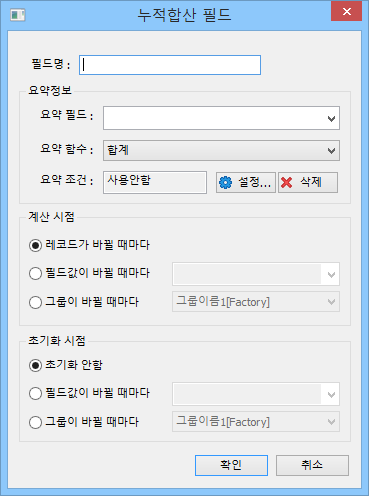 누적합산 필드
필드명 :
요약정보
요약 필드 :
요약 함수 : 합계
요약 조건 : 사용안함 설정... 삭제
계산 시점
레코드가 바뀔 때마다
필드값이 바뀔 때마다
그룹이 바뀔 때마다 그룹이름1[Factory]
초기화 시점
초기화 안함
필드값이 바뀔 때마다
그룹이 바뀔 때마다 그룹이름1[Factory]
확인 취소